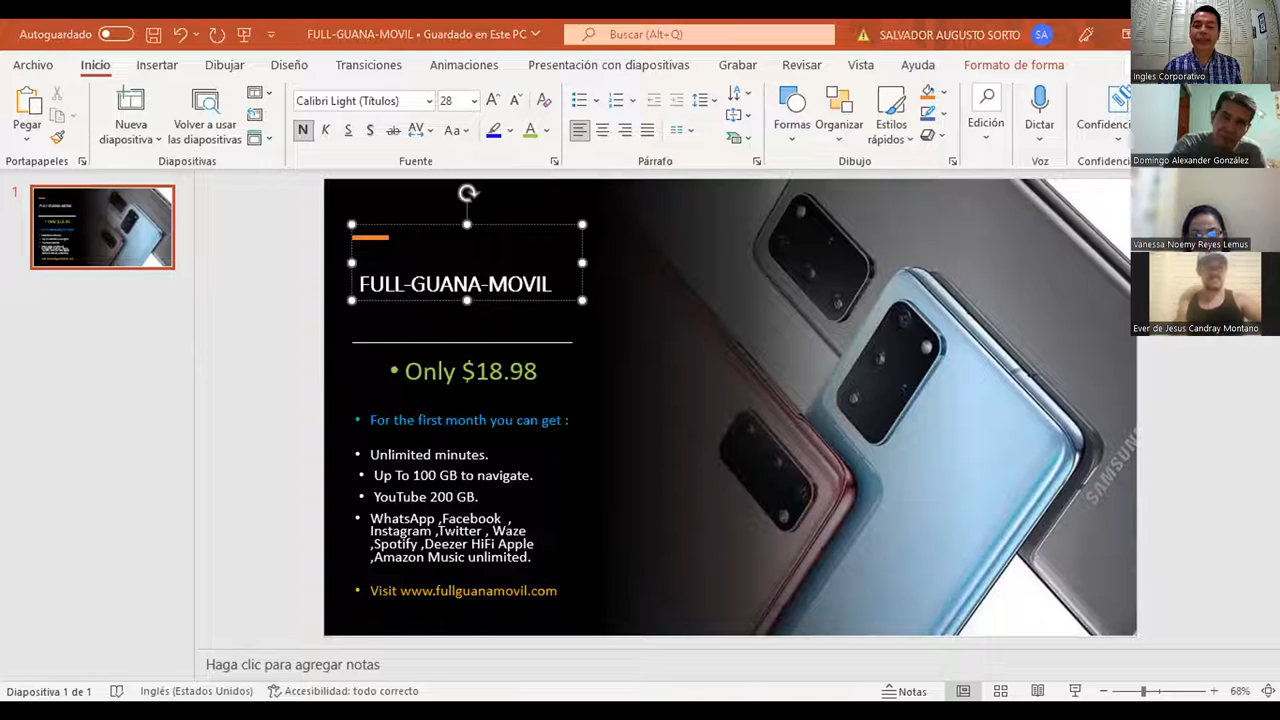 Autoguardado
FULL-GUANA-MOVIL • Guardado en Este PC
Buscar (Alt+Q)
SALVADOR AUGUSTO SORTO
SA
Archivo
Inicio
Insertar
Dibujar
Diseño
Transiciones
Animaciones
Presentación con diapositivas
Grabar
Revisar
Vista
Ayuda
Formato de forma
Pegar
Nueva
diapositiva
Volver a usar
las diapositivas
Calibri Light (Títulos
28
N K S S ab AV Aa
Formas
Organizar
Estilos
rápidos
Edición
Dictar
Confidenc
Portapapeles
Diapositivas
Fuente
Párrafo
Dibujo
Voz
Confidenci
Ingles Corporativo
Domingo Alexander González
Vanessa Noemy Reyes Lemus
Ever de Jesus Candray Montano
1
FULL-GUANA-MOVIL
• Only $18.98
• For the first month you can get :
• Unlimited minutes.
• Up To 100 GB to navigate.
• YouTube 200 GB.
• WhatsApp ,Facebook ,
Instagram ,Twitter , Waze
,Spotify ,Deezer HiFi Apple
,Amazon Music unlimited.
• Visit www.fullguanamovil.com
SAMSUNG
Haga clic para agregar notas
Diapositiva 1 de 1
Inglés (Estados Unidos)
Accesibilidad: todo correcto
Notas
68%